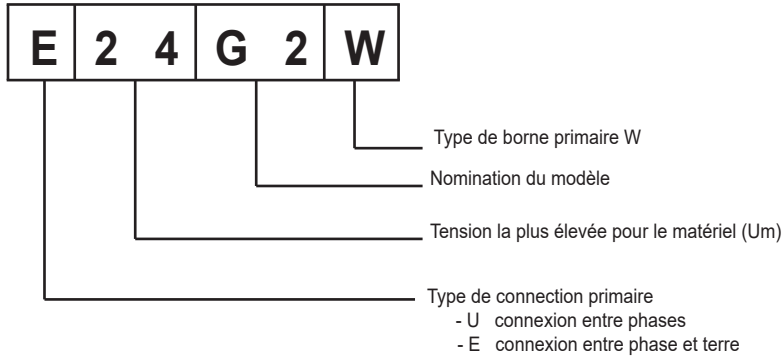 E 2 4 G 2 W
Type de borne primaire W
Nomination du modèle
Tension la plus élevée pour le matériel (Um)
Type de connection primaire
- U connexion entre phases
- E connexion entre phase et terre